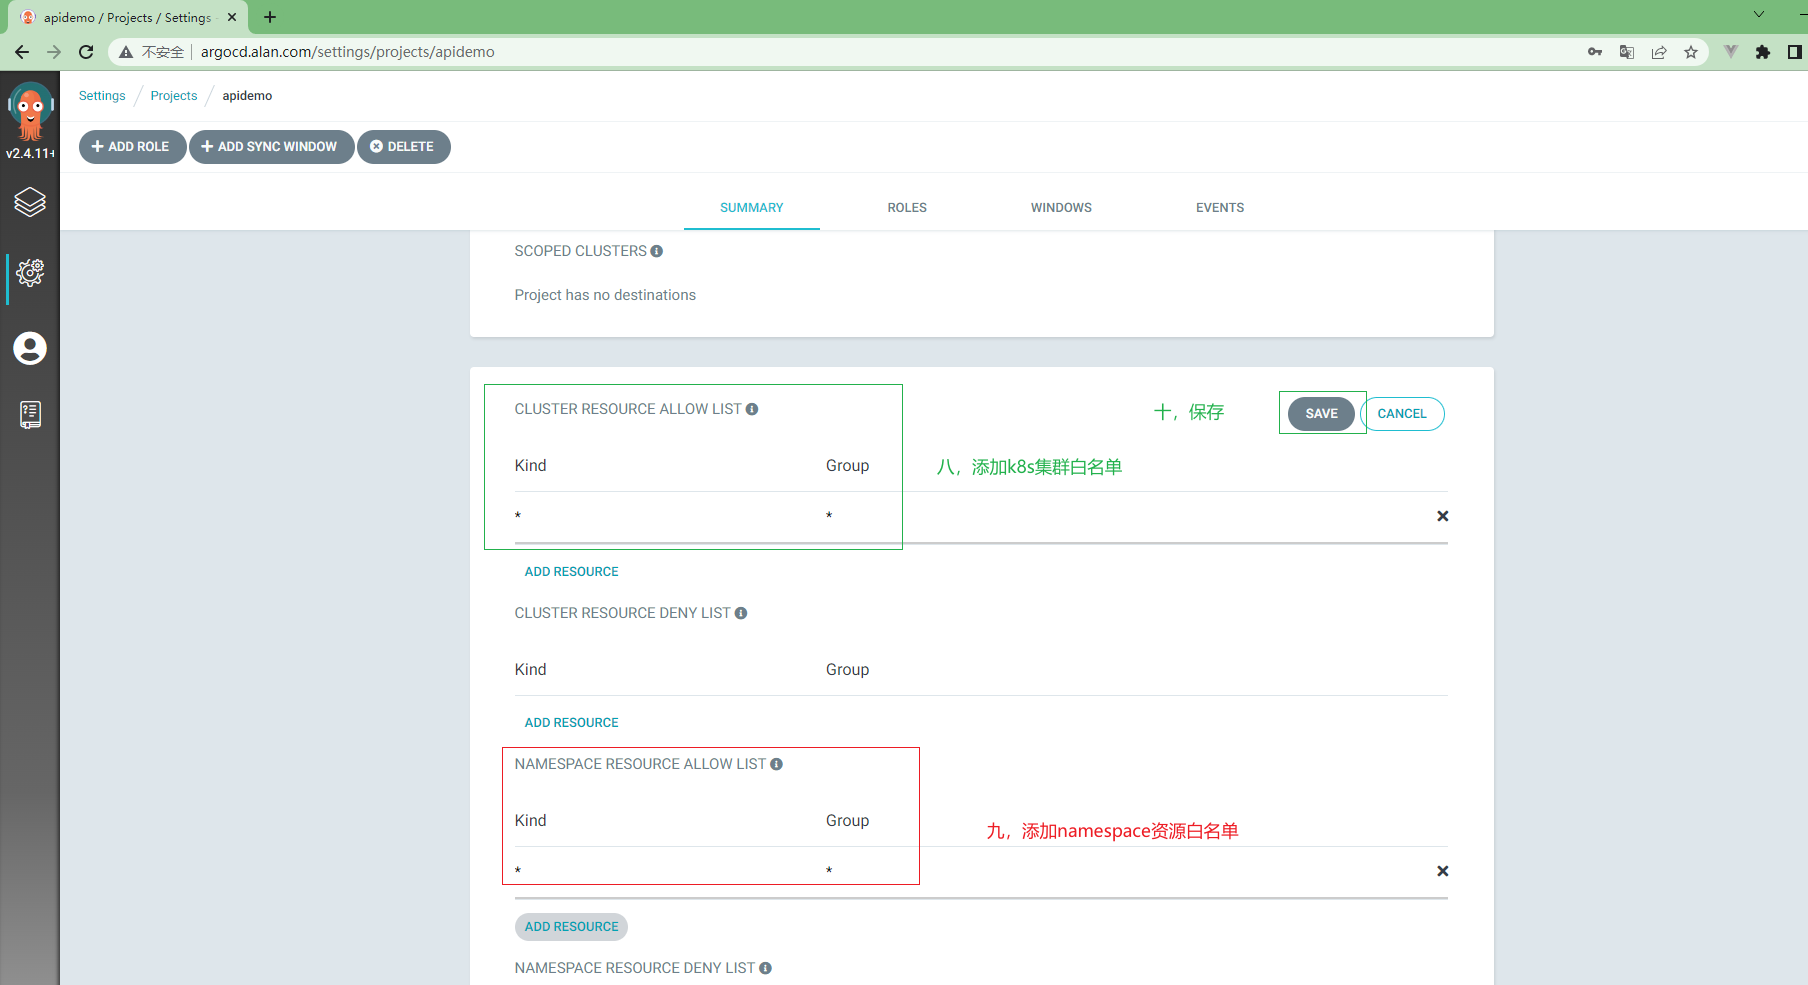 apidemo / Projects / Settings
不安全 argocd.alan.com/settings/projects/apidemo
v2.4.11+
Settings / Projects / apidemo
ADD ROLE ADD SYNC WINDOW DELETE
SUMMARY ROLES WINDOWS EVENTS
SCOPED CLUSTERS
Project has no destinations
CLUSTER RESOURCE ALLOW LIST
十，保存 SAVE CANCEL
Kind Group 八，添加k8s集群白名单
* *
ADD RESOURCE
CLUSTER RESOURCE DENY LIST
Kind Group
ADD RESOURCE
NAMESPACE RESOURCE ALLOW LIST
Kind Group 九，添加namespace资源白名单
* *
ADD RESOURCE
NAMESPACE RESOURCE DENY LIST